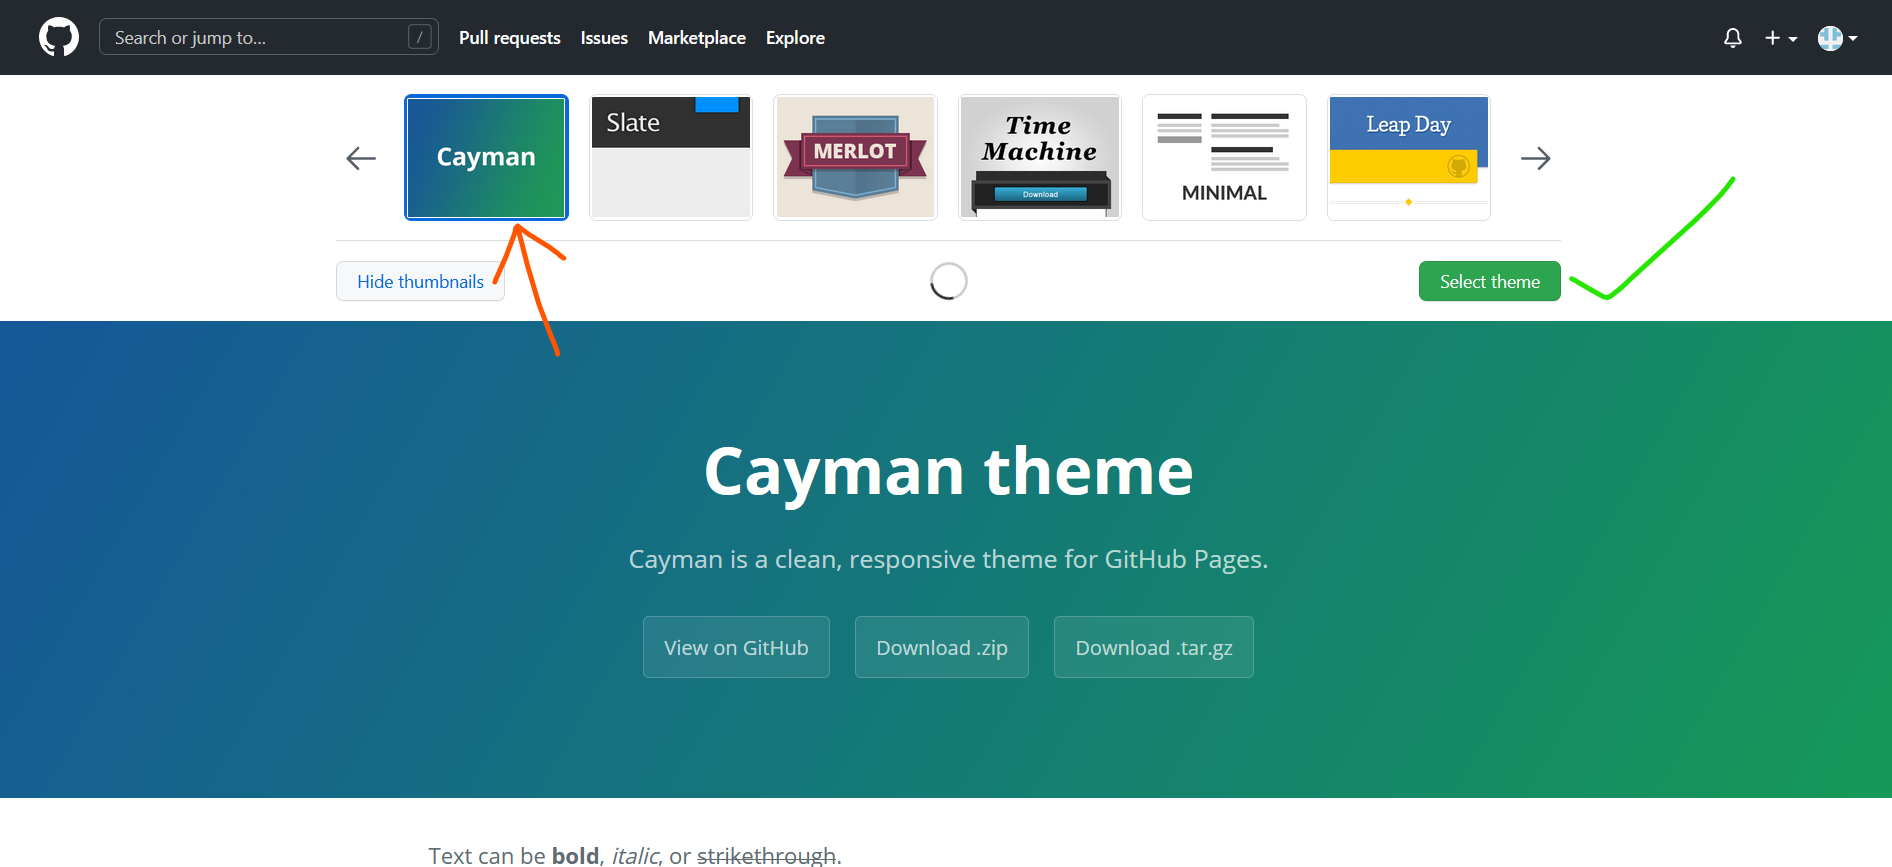 Search or jump to... / Pull requests Issues Marketplace Explore
Cayman
Slate
MERLOT
Time
Machine
Download
MINIMAL
Leap Day
Hide thumbnails
Select theme
Cayman theme
Cayman is a clean, responsive theme for GitHub Pages.
View on GitHub Download .zip Download .tar.gz
Text can be bold, italic, or strikethrough.